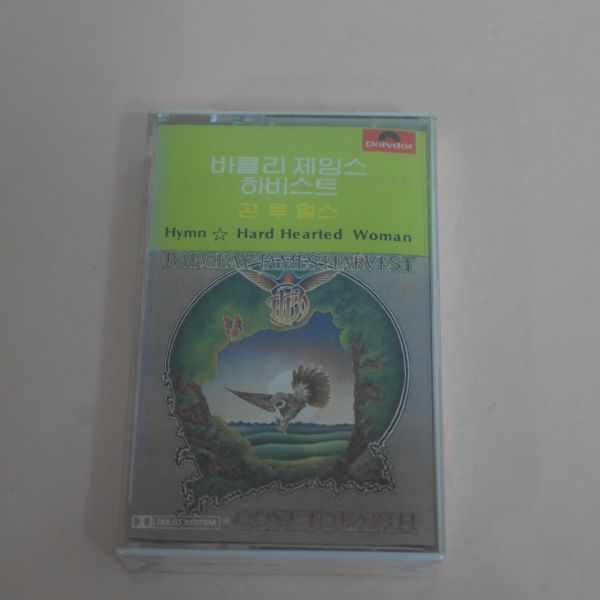 Polydor
바클리 제임스
하비스트
곤 투 얼스
Hymn ☆ Hard Hearted Woman
BARCLAY JAMES HARVEST
BJH
DOLBY SYSTEM ®
GONE TO EARTH